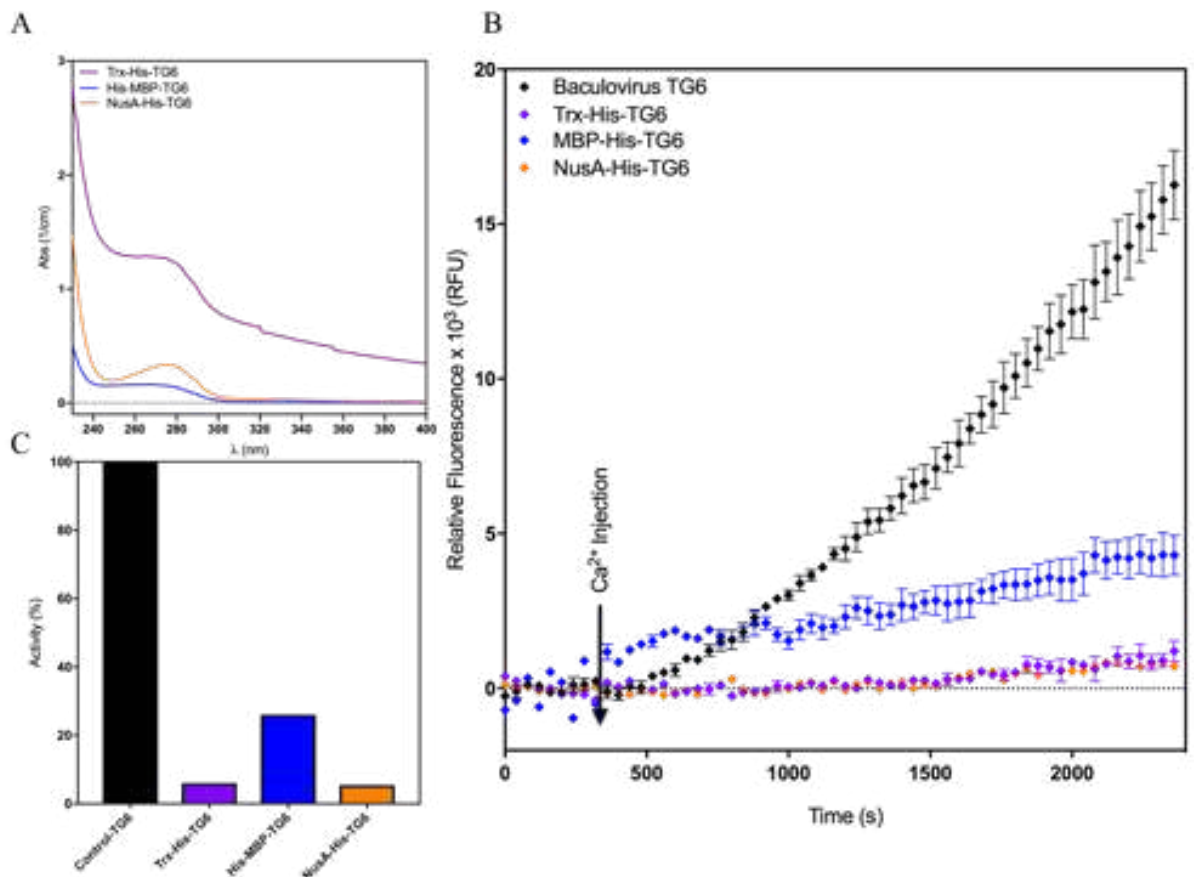 A
3
2
1
0
Abs (1/cm)
Trx-His-TG6
His-MBP-TG6
NusA-His-TG6
240 260 280 300 320 340 360 380 400
λ (nm)
B
20
15
10
5
0
Relative Fluorescence x 10³ (RFU)
Baculovirus TG6
Trx-His-TG6
MBP-His-TG6
NusA-His-TG6
Ca²⁺ Injection
0 500 1000 1500 2000
Time (s)
C
100
80
60
40
20
0
Activity (%)
Control-TG6
Trx-His-TG6
His-MBP-TG6
NusA-His-TG6